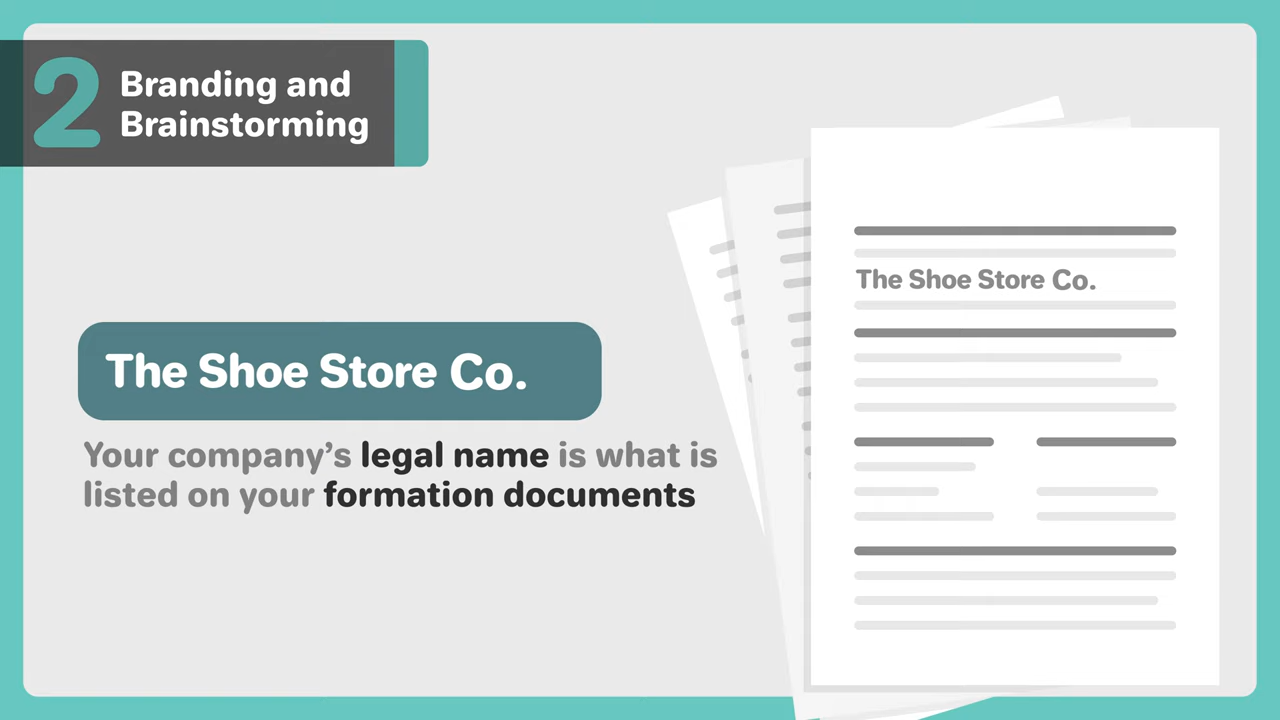 2
Branding and
Brainstorming
The Shoe Store Co.
Your company's legal name is what is
listed on your formation documents
The Shoe Store Co.